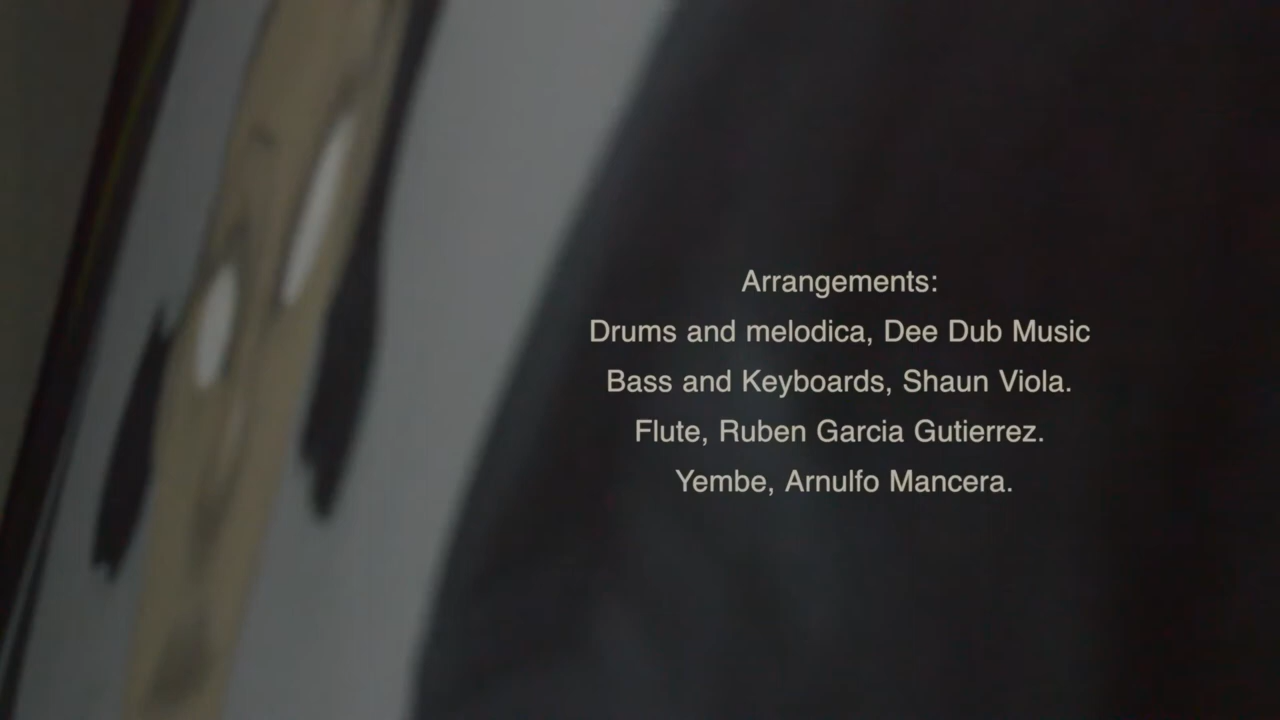 Arrangements:
Drums and melodica, Dee Dub Music
Bass and Keyboards, Shaun Viola.
Flute, Ruben Garcia Gutierrez.
Yembe, Arnulfo Mancera.